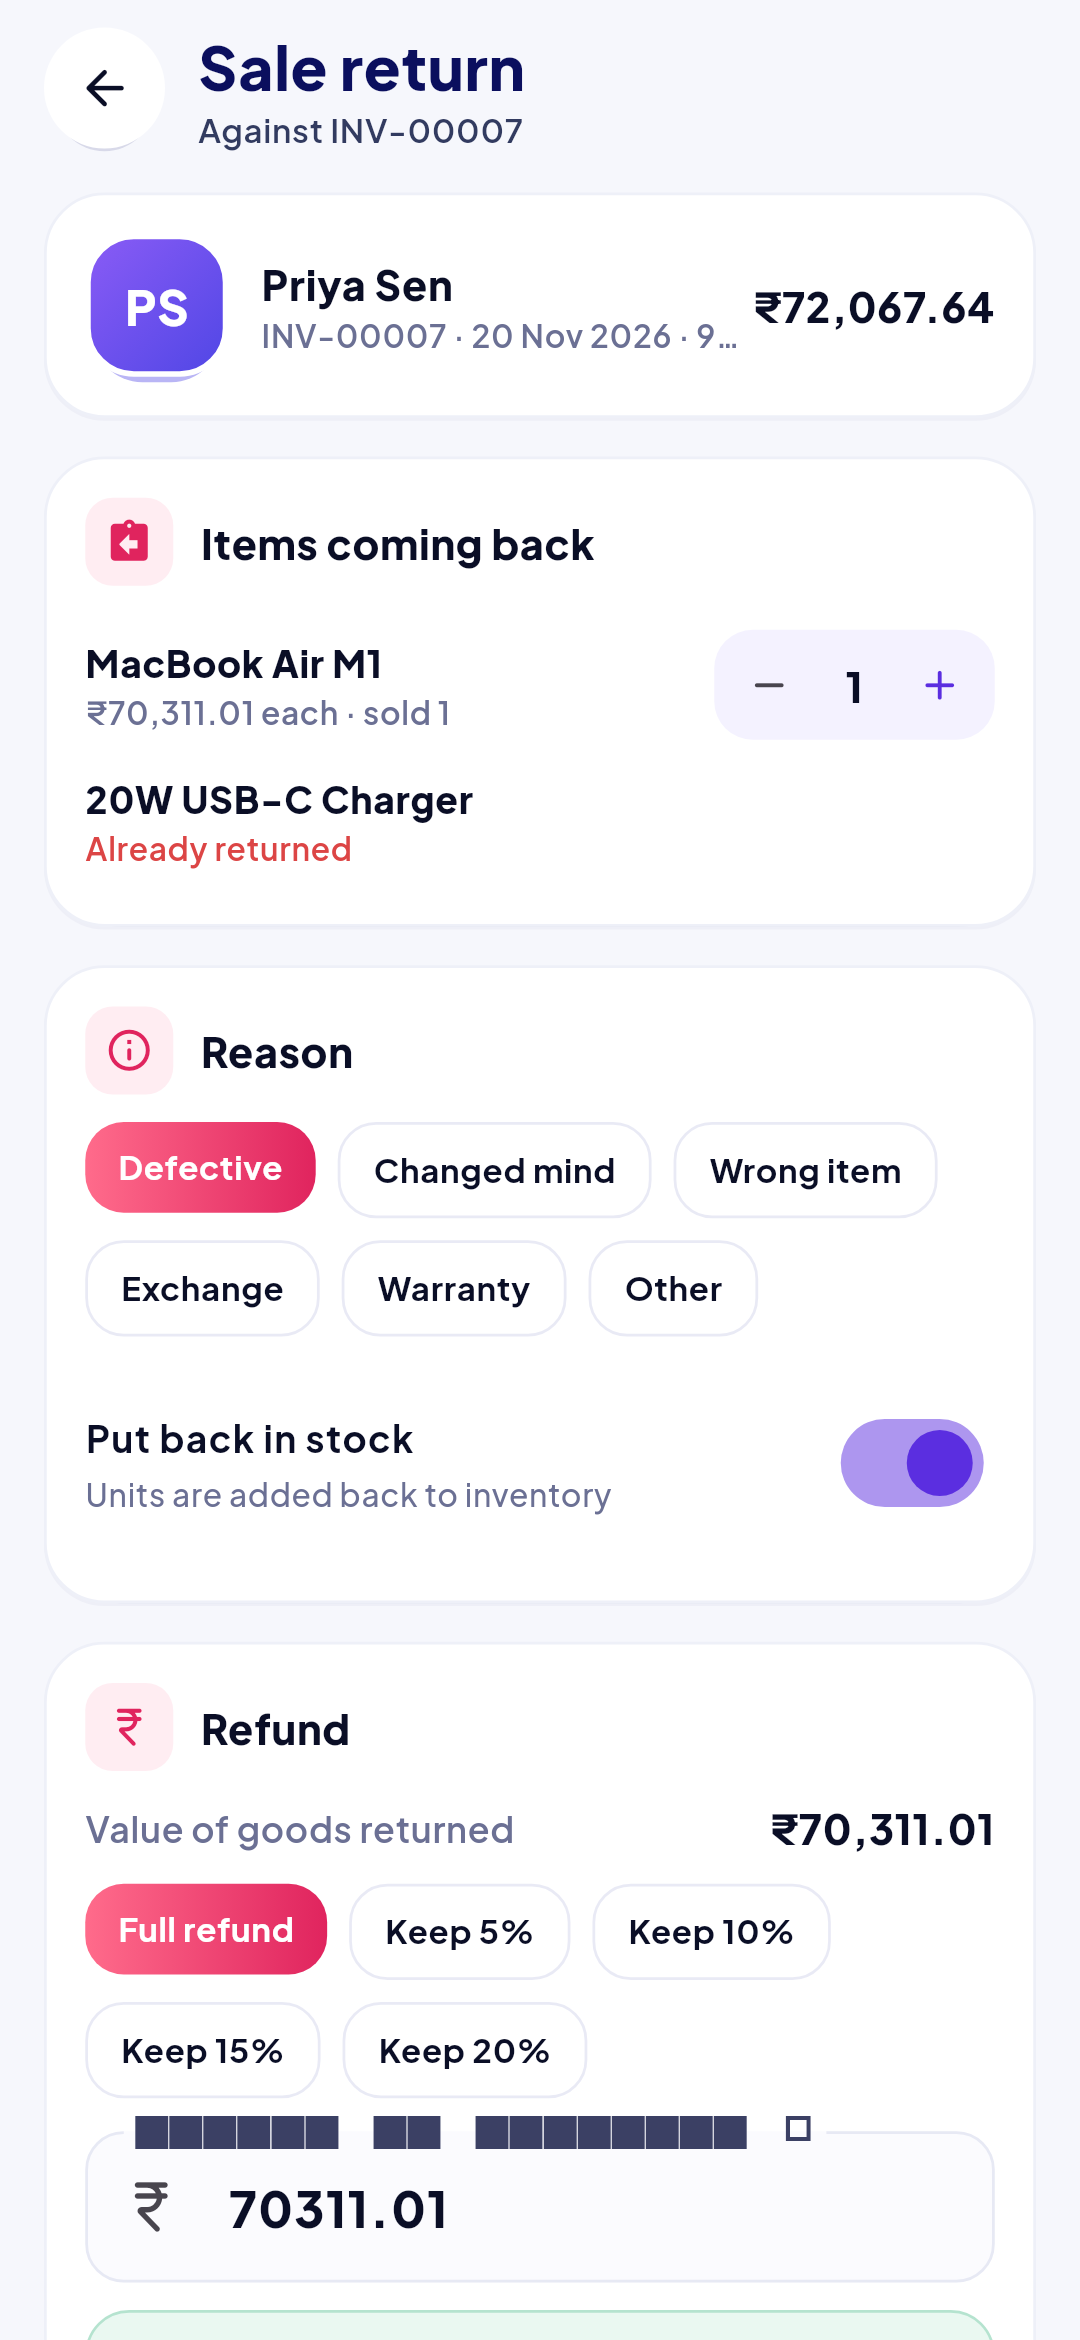 Sale return
Against INV-00007
PS
Priya Sen
INV-00007 · 20 Nov 2026 · 9…
₹72,067.64
Items coming back
MacBook Air M1
₹70,311.01 each · sold 1
1
20W USB-C Charger
Already returned
Reason
Defective
Changed mind
Wrong item
Exchange
Warranty
Other
Put back in stock
Units are added back to inventory
₹
Refund
Value of goods returned
₹70,311.01
Full refund
Keep 5%
Keep 10%
Keep 15%
Keep 20%
₹ 70311.01